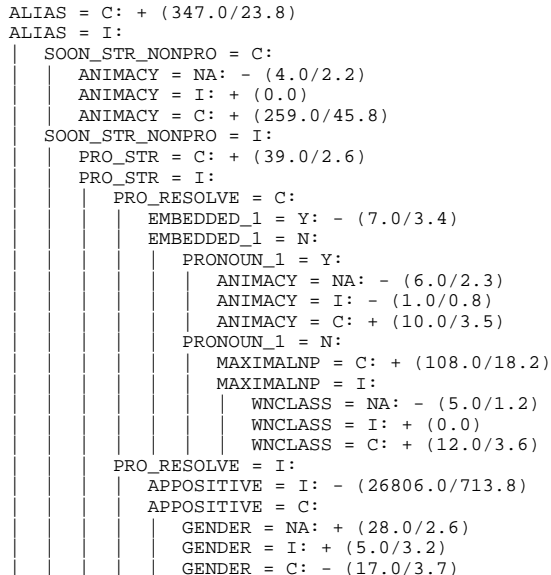 ALIAS = C: + (347.0/23.8)
ALIAS = I:
| SOON_STR_NONPRO = C:
| | ANIMACY = NA: - (4.0/2.2)
| | ANIMACY = I: + (0.0)
| | ANIMACY = C: + (259.0/45.8)
| SOON_STR_NONPRO = I:
| | PRO_STR = C: + (39.0/2.6)
| | PRO_STR = I:
| | | PRO_RESOLVE = C:
| | | | EMBEDDED_1 = Y: - (7.0/3.4)
| | | | EMBEDDED_1 = N:
| | | | | PRONOUN_1 = Y:
| | | | | | ANIMACY = NA: - (6.0/2.3)
| | | | | | ANIMACY = I: - (1.0/0.8)
| | | | | | ANIMACY = C: + (10.0/3.5)
| | | | | PRONOUN_1 = N:
| | | | | | MAXIMALNP = C: + (108.0/18.2)
| | | | | | MAXIMALNP = I:
| | | | | | | WNCLASS = NA: - (5.0/1.2)
| | | | | | | WNCLASS = I: + (0.0)
| | | | | | | WNCLASS = C: + (12.0/3.6)
| | | PRO_RESOLVE = I:
| | | | APPOSITIVE = I: - (26806.0/713.8)
| | | | APPOSITIVE = C:
| | | | | GENDER = NA: + (28.0/2.6)
| | | | | GENDER = I: + (5.0/3.2)
| | | | | GENDER = C: - (17.0/3.7)